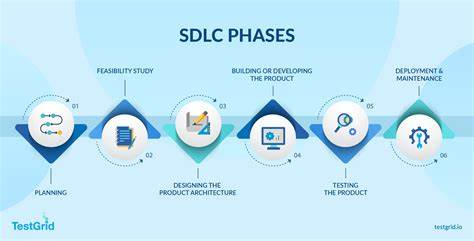 SDLC PHASES
FEASIBILITY STUDY
BUILDING OR DEVELOPING
THE PRODUCT
DEPLOYMENT &
MAINTENANCE
01
02
03
04
05
06
PLANNING
DESIGNING THE
PRODUCT ARCHITECTURE
TESTING
THE PRODUCT
TestGrid
testgrid.io